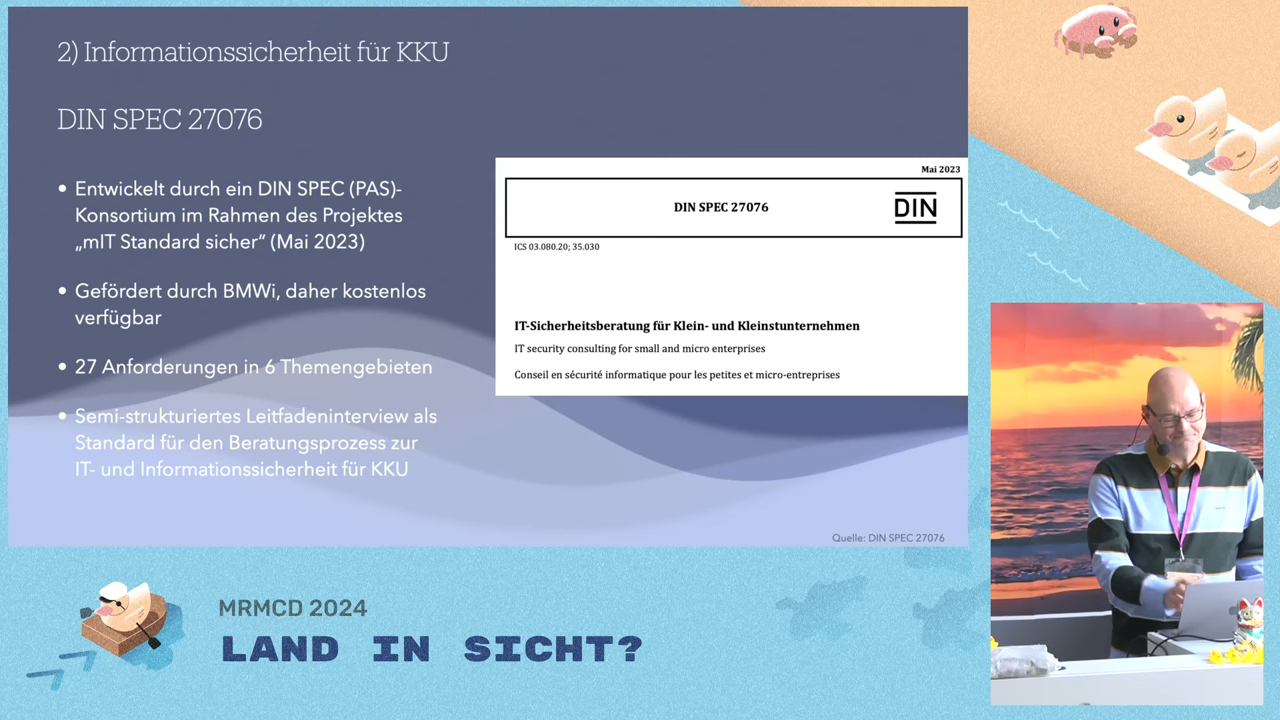 2) Informationssicherheit für KKU
DIN SPEC 27076
• Entwickelt durch ein DIN SPEC (PAS)-
Konsortium im Rahmen des Projektes
„mIT Standard sicher“ (Mai 2023)
• Gefördert durch BMWi, daher kostenlos
verfügbar
• 27 Anforderungen in 6 Themengebieten
• Semi-strukturiertes Leitfadeninterview als
Standard für den Beratungsprozess zur
IT- und Informationssicherheit für KKU
Mai 2023
DIN SPEC 27076
DIN
ICS 03.080.20; 35.030
IT-Sicherheitsberatung für Klein- und Kleinstunternehmen
IT security consulting for small and micro enterprises
Conseil en sécurité informatique pour les petites et micro-entreprises
Quelle: DIN SPEC 27076
MRMCD 2024
LAND IN SICHT?